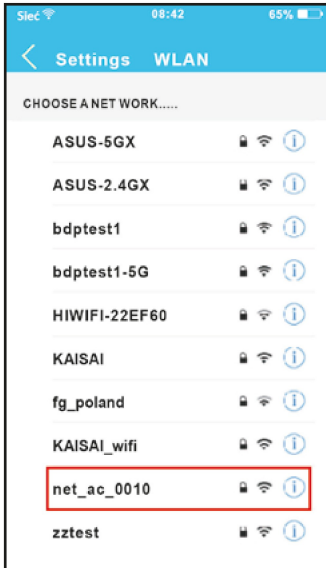 Sieć 08:42 65%
Settings WLAN
CHOOSE A NET WORK.....
ASUS-5GX
ASUS-2.4GX
bdptest1
bdptest1-5G
HIWIFI-22EF60
KAISAI
fg_poland
KAISAI_wifi
net_ac_0010
zztest